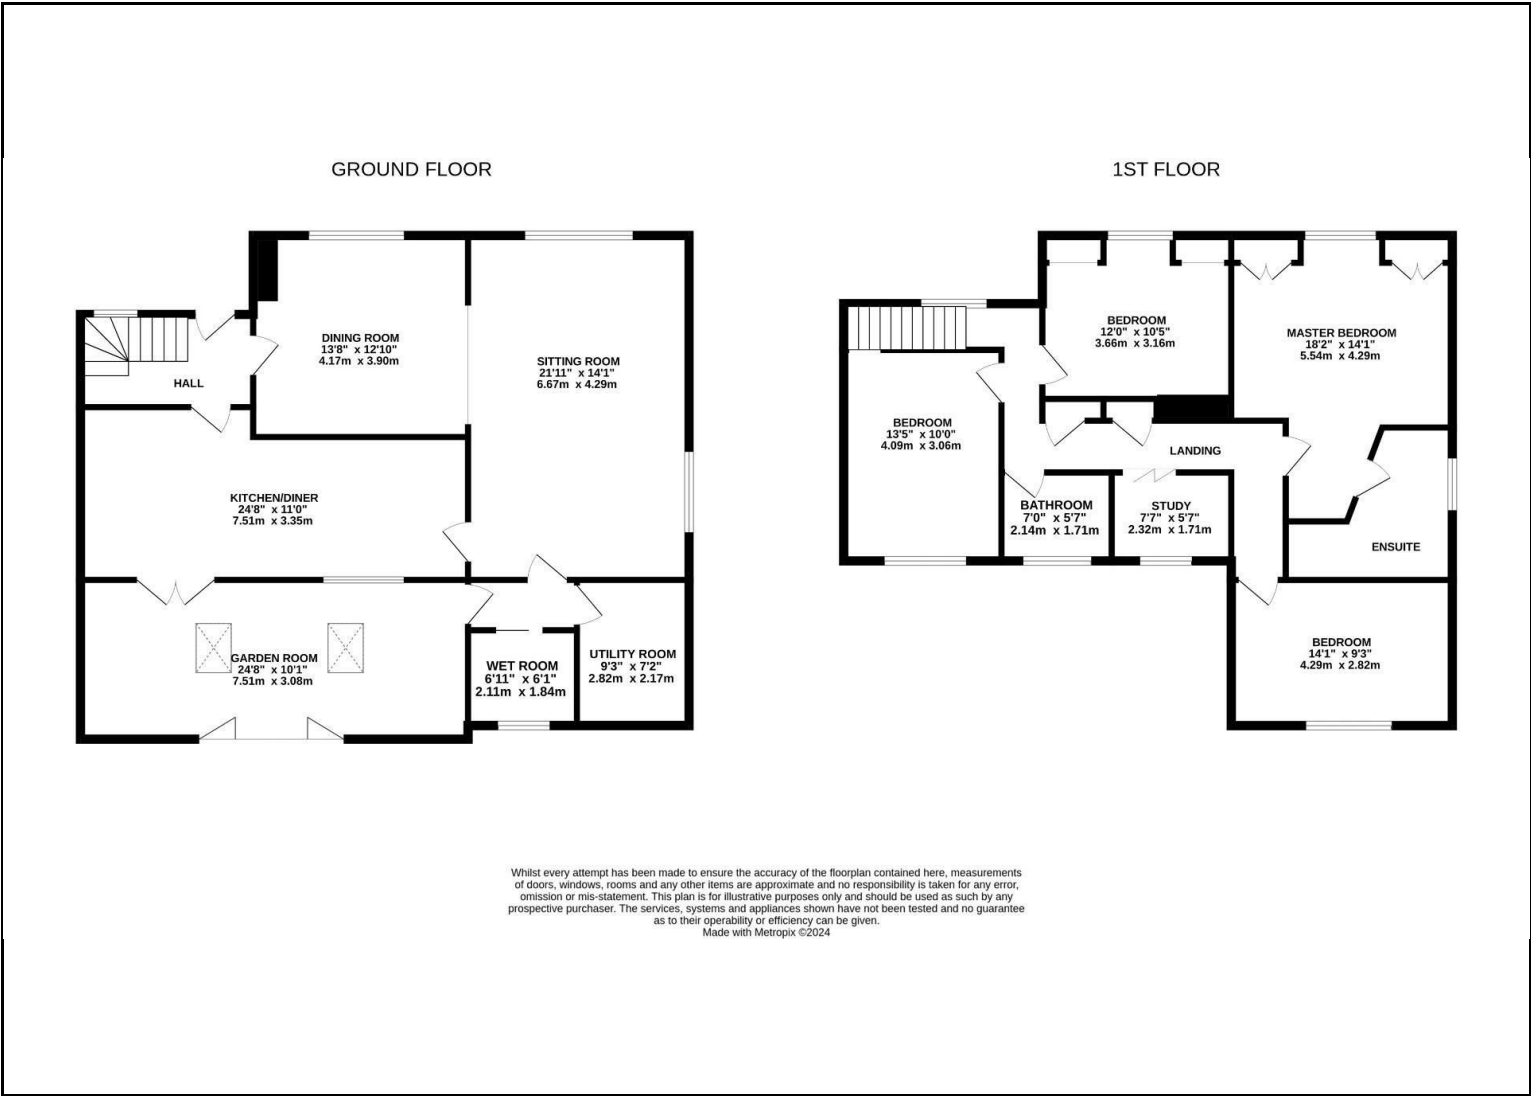 GROUND FLOOR
DINING ROOM
13'8" x 12'10"
4.17m x 3.90m
SITTING ROOM
21'11" x 14'1"
6.67m x 4.29m
HALL
KITCHEN/DINER
24'8" x 11'0"
7.51m x 3.35m
GARDEN ROOM
24'8" x 10'1"
7.51m x 3.08m
WET ROOM
6'11" x 6'1"
2.11m x 1.84m
UTILITY ROOM
9'3" x 7'2"
2.82m x 2.17m
1ST FLOOR
BEDROOM
12'0" x 10'5"
3.66m x 3.16m
MASTER BEDROOM
18'2" x 14'1"
5.54m x 4.29m
BEDROOM
13'5" x 10'0"
4.09m x 3.06m
LANDING
BATHROOM
7'0" x 5'7"
2.14m x 1.71m
STUDY
7'7" x 5'7"
2.32m x 1.71m
ENSUITE
BEDROOM
14'1" x 9'3"
4.29m x 2.82m
Whilst every attempt has been made to ensure the accuracy of the floorplan contained here, measurements
of doors, windows, rooms and any other items are approximate and no responsibility is taken for any error,
omission or mis-statement. This plan is for illustrative purposes only and should be used as such by any
prospective purchaser. The services, systems and appliances shown have not been tested and no guarantee
as to their operability or efficiency can be given.
Made with Metropix ©2024